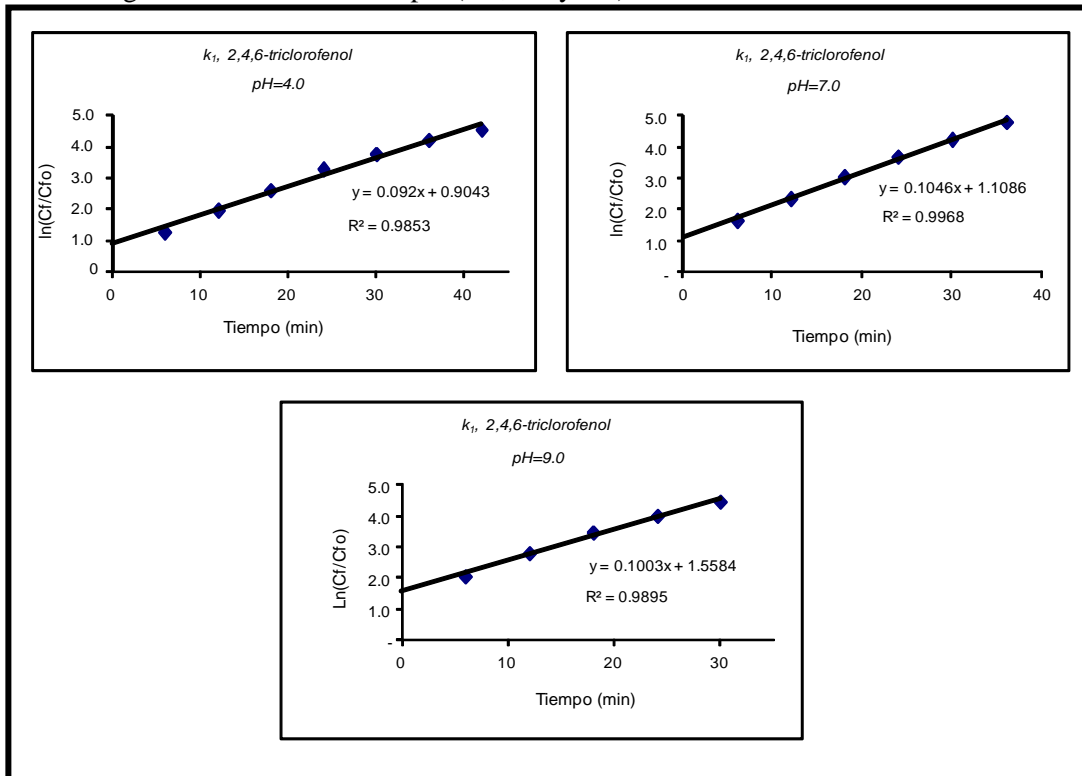 k₁, 2,4,6-triclorofenol
pH=4.0
ln(Cf/Cfo)
5.0
4.0
3.0
2.0
1.0
0
y = 0.092x + 0.9043
R² = 0.9853
0 10 20 30 40
Tiempo (min)
k₁, 2,4,6-triclorofenol
pH=7.0
ln(Cf/Cfo)
5.0
4.0
3.0
2.0
1.0
-
y = 0.1046x + 1.1086
R² = 0.9968
0 10 20 30 40
Tiempo (min)
k₁, 2,4,6-triclorofenol
pH=9.0
Ln(Cf/Cfo)
5.0
4.0
3.0
2.0
1.0
-
y = 0.1003x + 1.5584
R² = 0.9895
0 10 20 30
Tiempo (min)